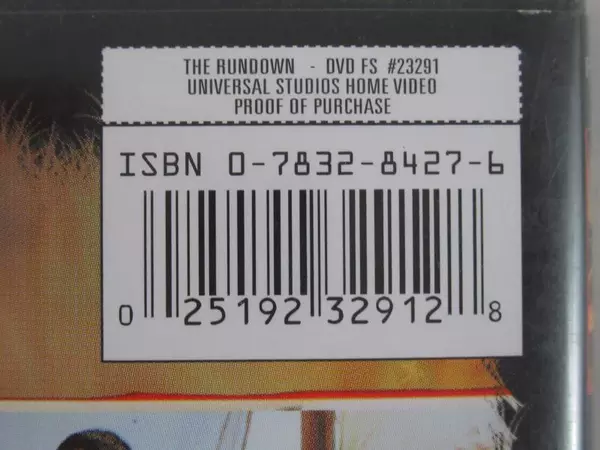 THE RUNDOWN - DVD FS #23291
UNIVERSAL STUDIOS HOME VIDEO
PROOF OF PURCHASE
ISBN 0-7832-8427-6
0 25192 32912 8